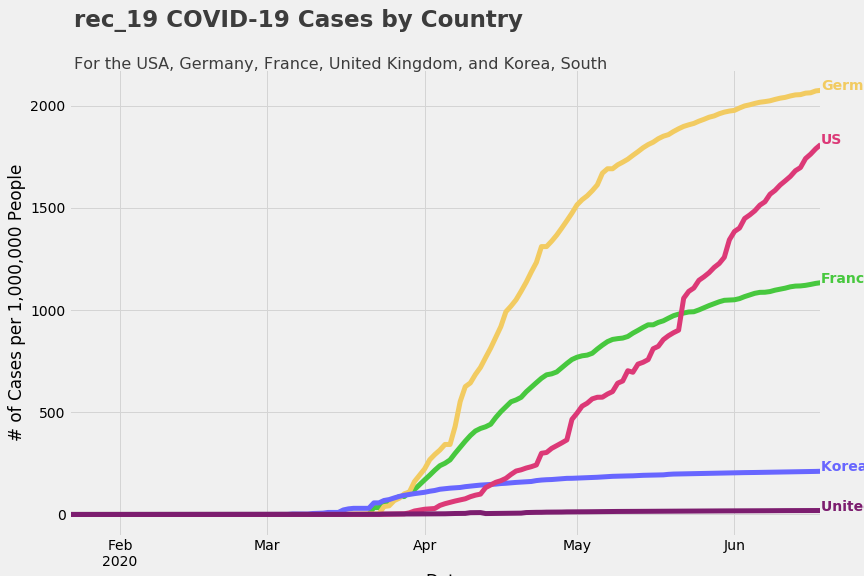 rec_19 COVID-19 Cases by Country
For the USA, Germany, France, United Kingdom, and Korea, South
# of Cases per 1,000,000 People
2000
1500
1000
500
0
Germ
US
Franc
Korea
United
Feb
2020
Mar
Apr
May
Jun